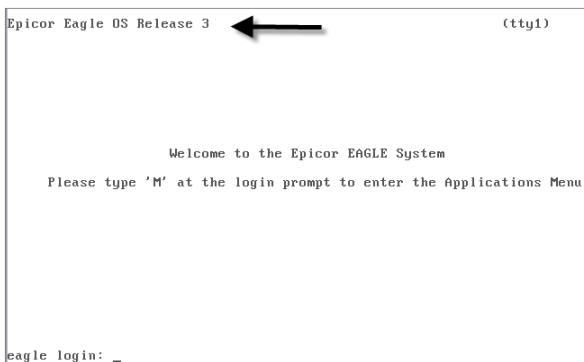 Epicor Eagle OS Release 3 (tty1)
Welcome to the Epicor EAGLE System
Please type 'M' at the login prompt to enter the Applications Menu
eagle login: _